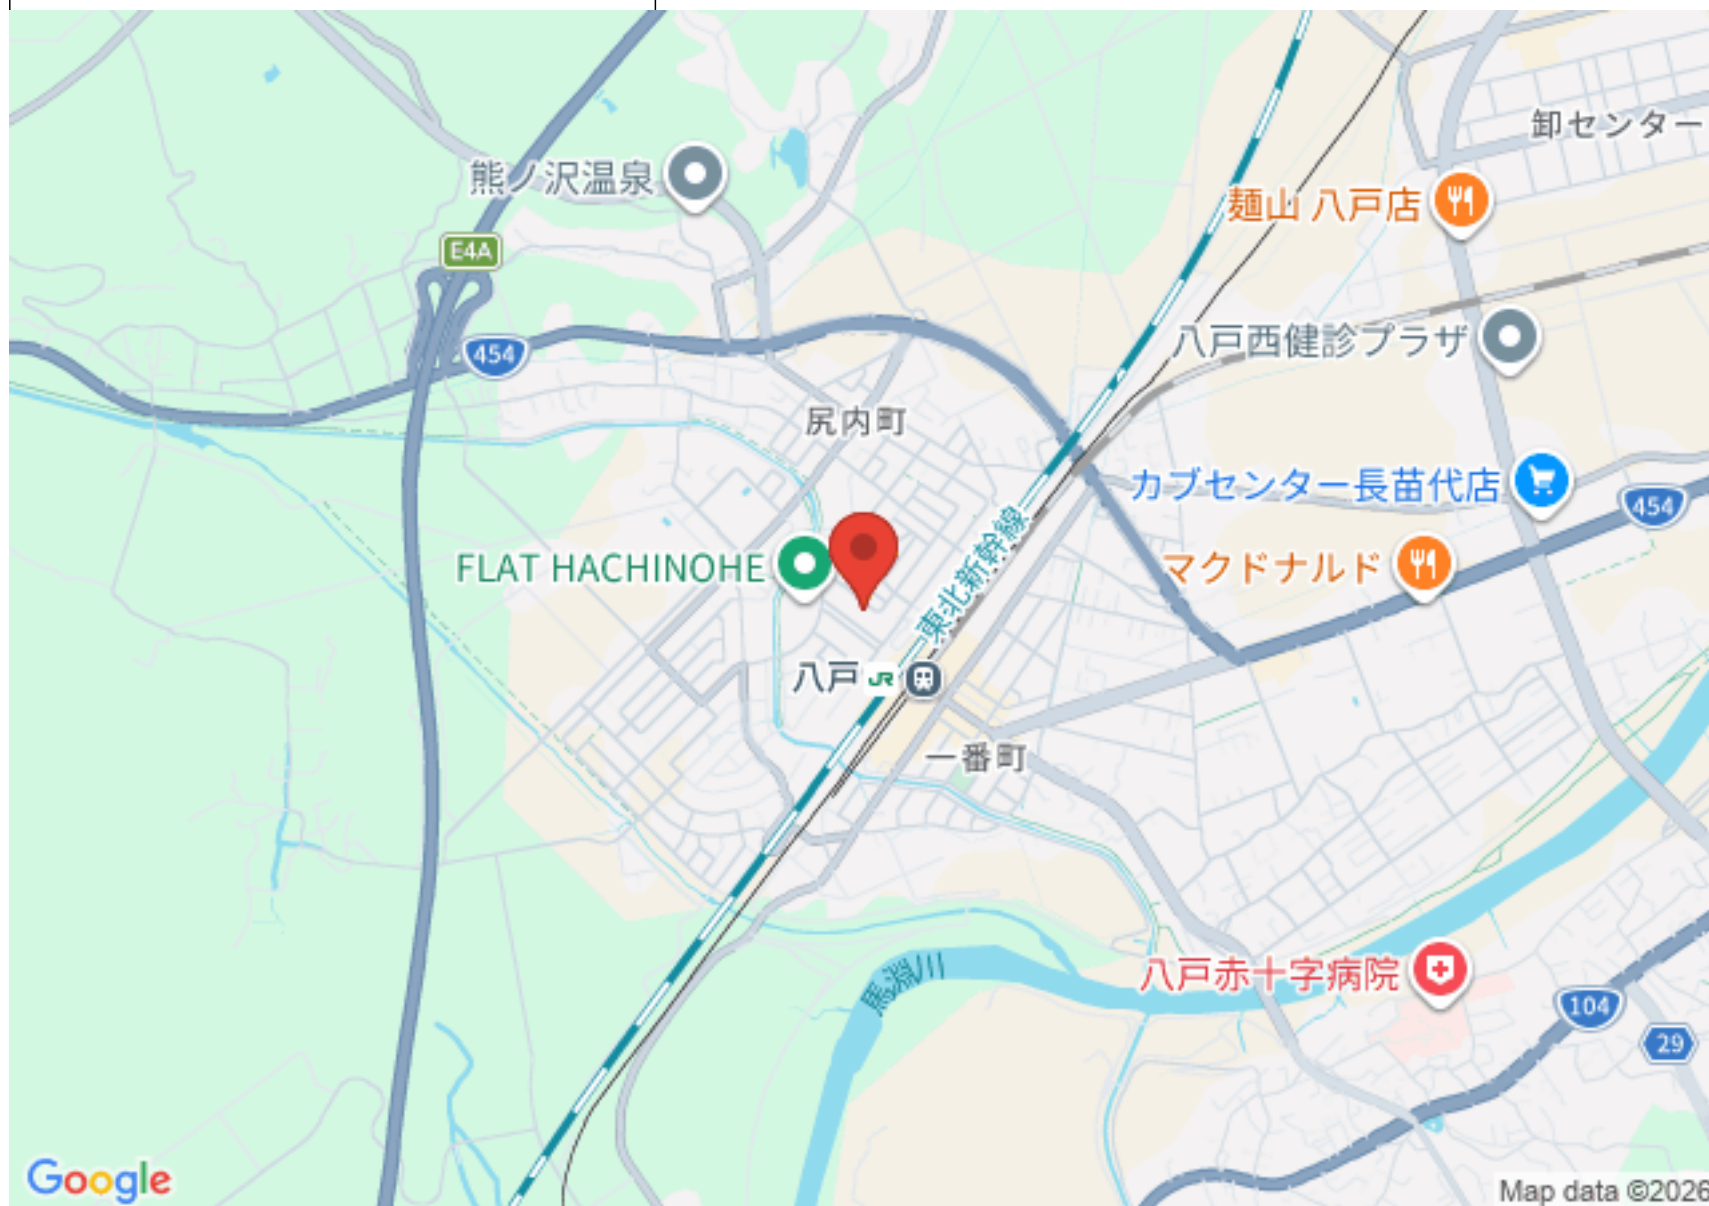 卸センター
熊ノ沢温泉
麺山 八戸店
E4A
八戸西健診プラザ
454
尻内町
カブセンター長苗代店
454
FLAT HACHINOHE
マクドナルド
東北新幹線
八戸 JR
一番町
馬淵川
八戸赤十字病院
104
29
Google
Map data ©2026